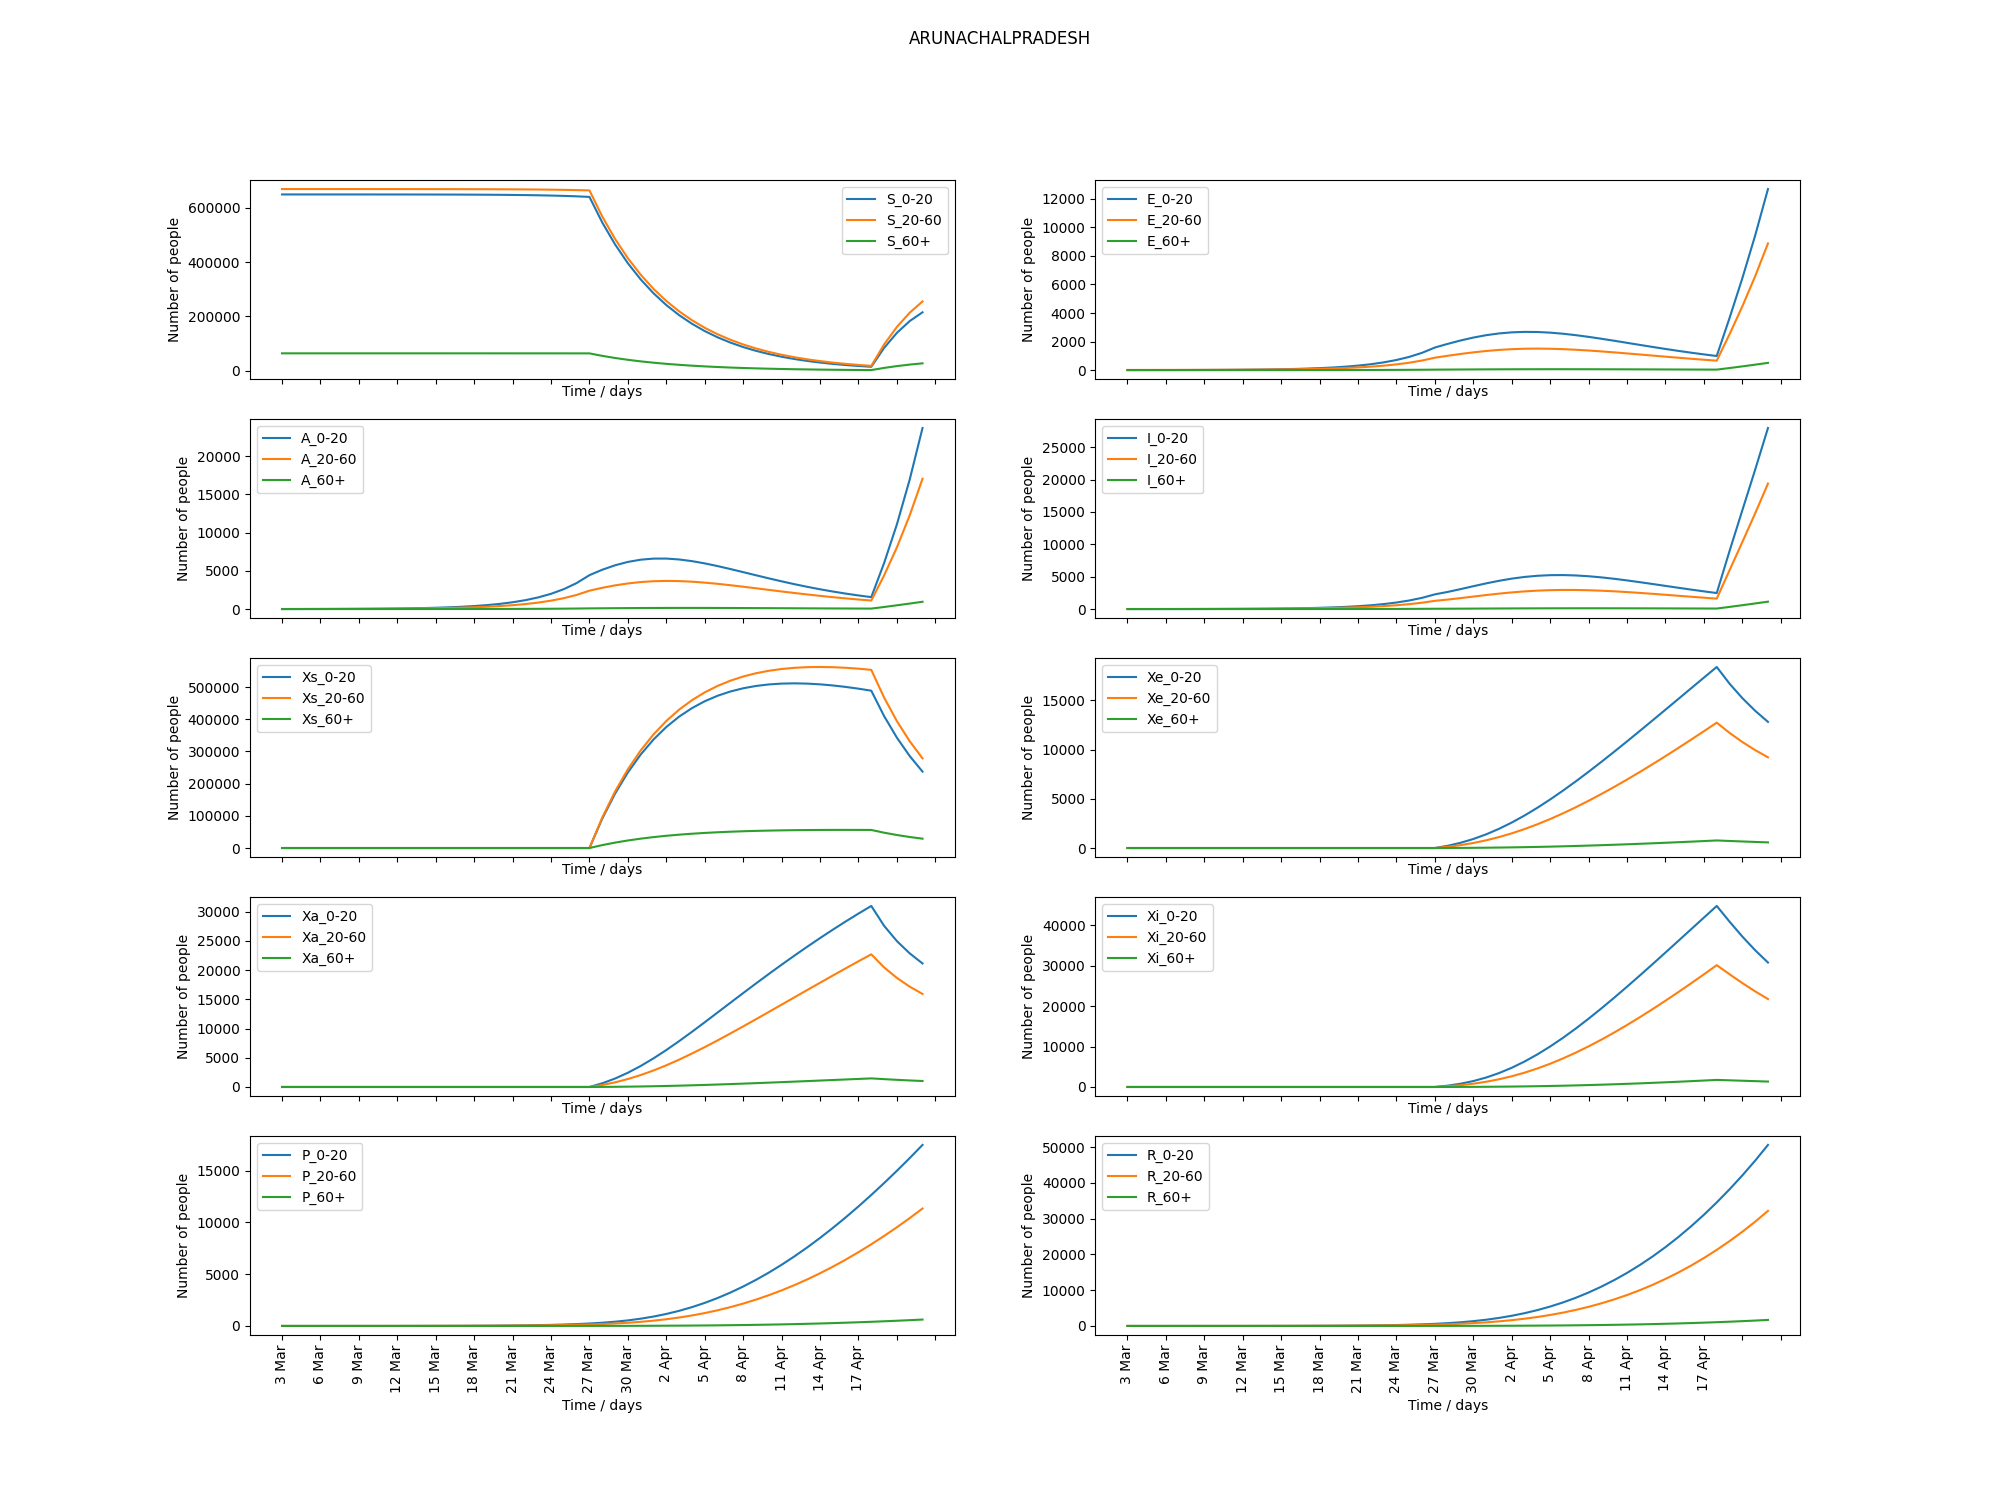 ARUNACHALPRADESH
Number of people
600000
400000
200000
0
S_0-20
S_20-60
S_60+
Time / days
Number of people
12000
10000
8000
6000
4000
2000
0
E_0-20
E_20-60
E_60+
Time / days
Number of people
20000
15000
10000
5000
0
A_0-20
A_20-60
A_60+
Time / days
Number of people
25000
20000
15000
10000
5000
0
I_0-20
I_20-60
I_60+
Time / days
Number of people
500000
400000
300000
200000
100000
0
Xs_0-20
Xs_20-60
Xs_60+
Time / days
Number of people
15000
10000
5000
0
Xe_0-20
Xe_20-60
Xe_60+
Time / days
Number of people
30000
25000
20000
15000
10000
5000
0
Xa_0-20
Xa_20-60
Xa_60+
Time / days
Number of people
40000
30000
20000
10000
0
Xi_0-20
Xi_20-60
Xi_60+
Time / days
Number of people
15000
10000
5000
0
P_0-20
P_20-60
P_60+
3 Mar
6 Mar
9 Mar
12 Mar
15 Mar
18 Mar
21 Mar
24 Mar
27 Mar
30 Mar
2 Apr
5 Apr
8 Apr
11 Apr
14 Apr
17 Apr
Time / days
Number of people
50000
40000
30000
20000
10000
0
R_0-20
R_20-60
R_60+
3 Mar
6 Mar
9 Mar
12 Mar
15 Mar
18 Mar
21 Mar
24 Mar
27 Mar
30 Mar
2 Apr
5 Apr
8 Apr
11 Apr
14 Apr
17 Apr
Time / days